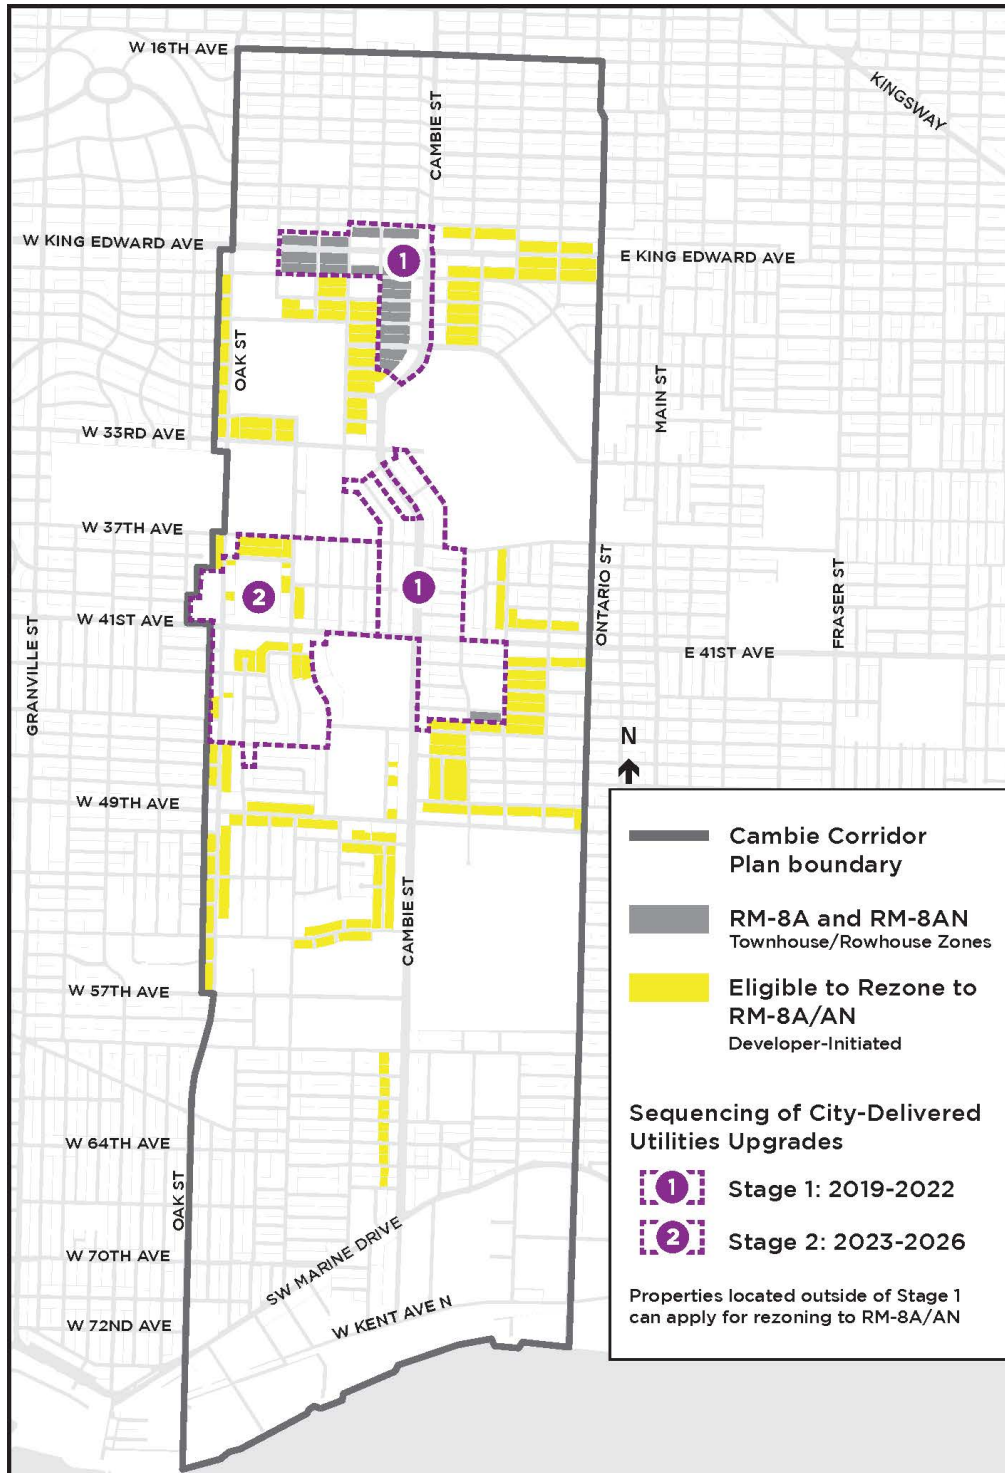 W 16TH AVE
KINGSWAY
CAMBIE ST
W KING EDWARD AVE
1
E KING EDWARD AVE
OAK ST
MAIN ST
W 33RD AVE
W 37TH AVE
ONTARIO ST
FRASER ST
2
1
W 41ST AVE
GRANVILLE ST
E 41ST AVE
N
W 49TH AVE
CAMBIE ST
W 57TH AVE
W 64TH AVE
OAK ST
W 70TH AVE
SW MARINE DRIVE
W 72ND AVE
W KENT AVE N
Cambie Corridor
Plan boundary
RM-8A and RM-8AN
Townhouse/Rowhouse Zones
Eligible to Rezone to
RM-8A/AN
Developer-Initiated
Sequencing of City-Delivered
Utilities Upgrades
1 Stage 1: 2019-2022
2 Stage 2: 2023-2026
Properties located outside of Stage 1
can apply for rezoning to RM-8A/AN